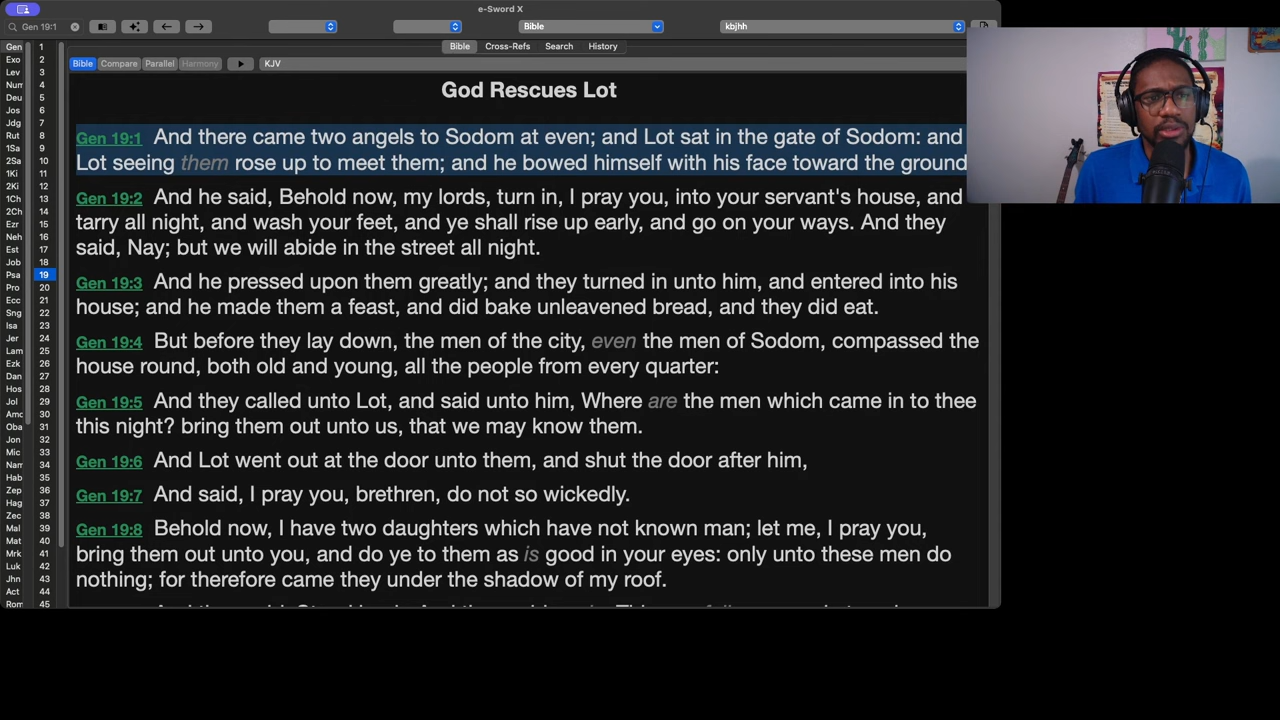 e-Sword X
Gen 19:1
Bible
kbjhh
Bible Cross-Refs Search History
Bible Compare Parallel Harmony KJV
Gen 1
Exo 2
Lev 3
Num 4
Deu 5
Jos 6
Jdg 7
Rut 8
1Sa 9
2Sa 10
1Ki 11
2Ki 12
1Ch 13
2Ch 14
Ezr 15
Neh 16
Est 17
Job 18
Psa 19
Pro 20
Ecc 21
Sng 22
Isa 23
Jer 24
Lam 25
Ezk 26
Dan 27
Hos 28
Jol 29
Amo 30
Oba 31
Jon 32
Mic 33
Nam 34
Hab 35
Zep 36
Hag 37
Zec 38
Mal 39
Mat 40
Mrk 41
Luk 42
Jhn 43
Act 44
Rom 45
God Rescues Lot
Gen 19:1 And there came two angels to Sodom at even; and Lot sat in the gate of Sodom: and
Lot seeing them rose up to meet them; and he bowed himself with his face toward the ground
Gen 19:2 And he said, Behold now, my lords, turn in, I pray you, into your servant's house, and
tarry all night, and wash your feet, and ye shall rise up early, and go on your ways. And they
said, Nay; but we will abide in the street all night.
Gen 19:3 And he pressed upon them greatly; and they turned in unto him, and entered into his
house; and he made them a feast, and did bake unleavened bread, and they did eat.
Gen 19:4 But before they lay down, the men of the city, even the men of Sodom, compassed the
house round, both old and young, all the people from every quarter:
Gen 19:5 And they called unto Lot, and said unto him, Where are the men which came in to thee
this night? bring them out unto us, that we may know them.
Gen 19:6 And Lot went out at the door unto them, and shut the door after him,
Gen 19:7 And said, I pray you, brethren, do not so wickedly.
Gen 19:8 Behold now, I have two daughters which have not known man; let me, I pray you,
bring them out unto you, and do ye to them as is good in your eyes: only unto these men do
nothing; for therefore came they under the shadow of my roof.